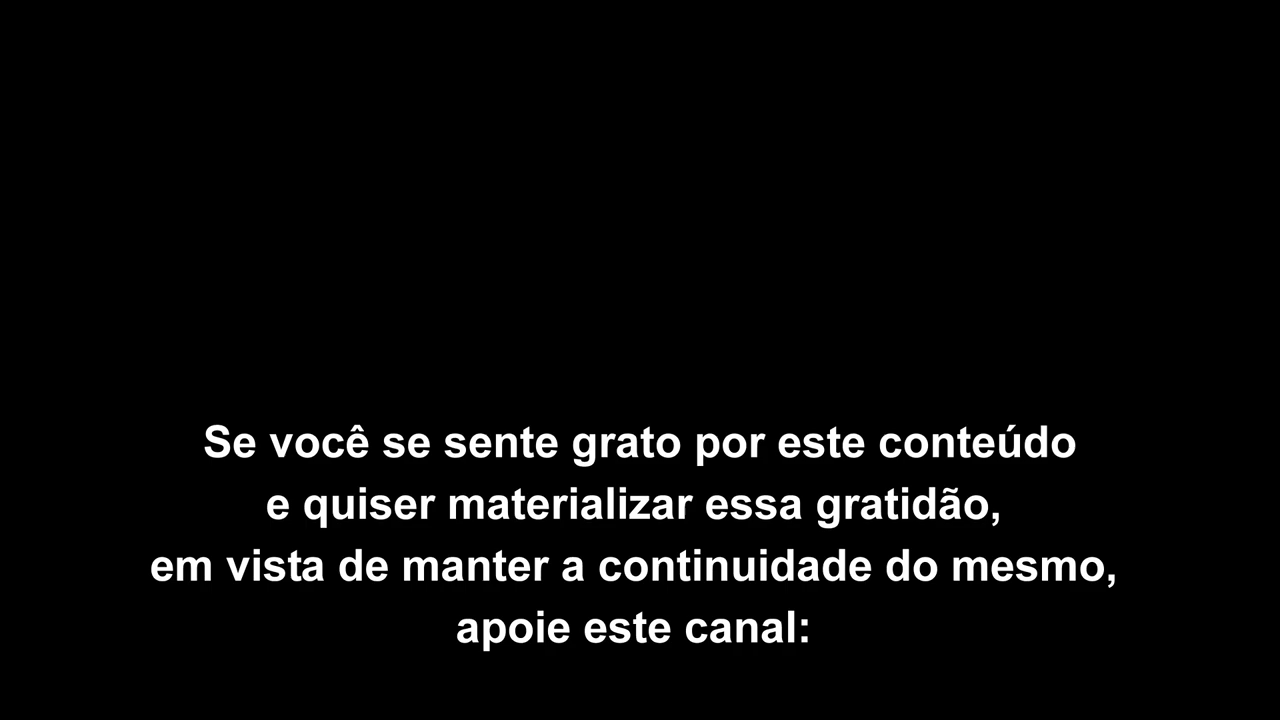 Se você se sente grato por este conteúdo
e quiser materializar essa gratidão,
em vista de manter a continuidade do mesmo,
apoie este canal: